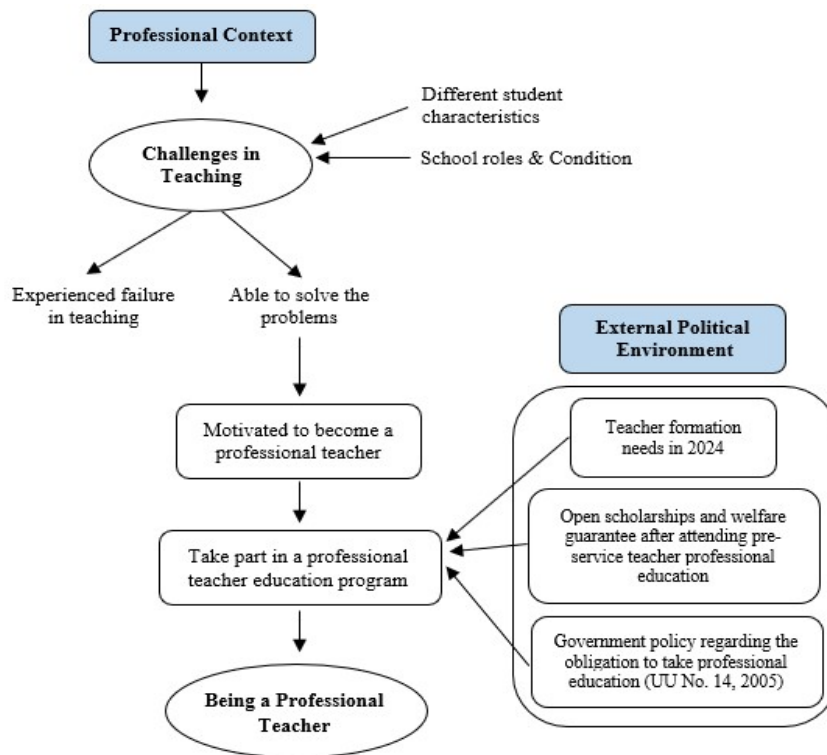 Professional Context
Different student
characteristics
Challenges in
Teaching
School roles & Condition
Experienced failure
in teaching
Able to solve the
problems
External Political
Environment
Motivated to become a
professional teacher
Teacher formation
needs in 2024
Open scholarships and welfare
guarantee after attending pre-
service teacher professional
education
Take part in a professional
teacher education program
Government policy regarding the
obligation to take professional
education (UU No. 14, 2005)
Being a Professional
Teacher